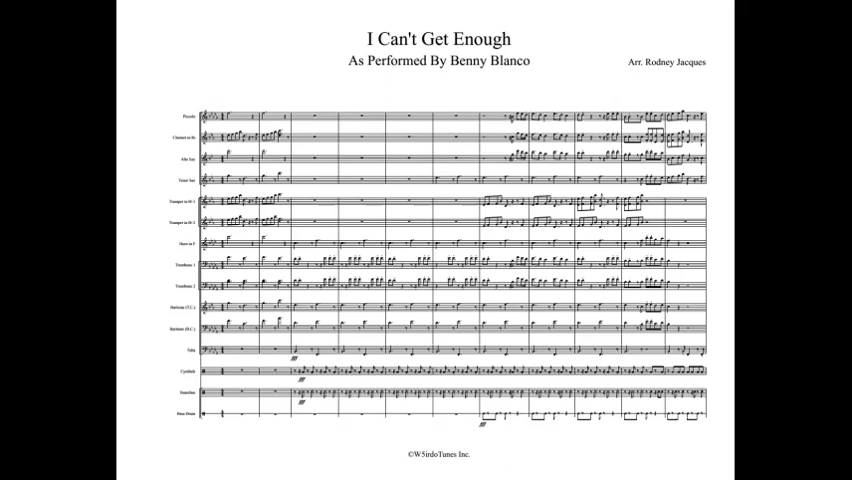 I Can't Get Enough
As Performed By Benny Blanco
Arr. Rodney Jacques
Piccolo
Clarinet in Bb
Alto Sax
Tenor Sax
Trumpet in Bb 1
Trumpet in Bb 2
Horn in F
Trombone 1
Trombone 2
Baritone (T.C.)
Baritone (B.C.)
Tuba
Cymbals
Bass Drum
©W5irdoTunes Inc.